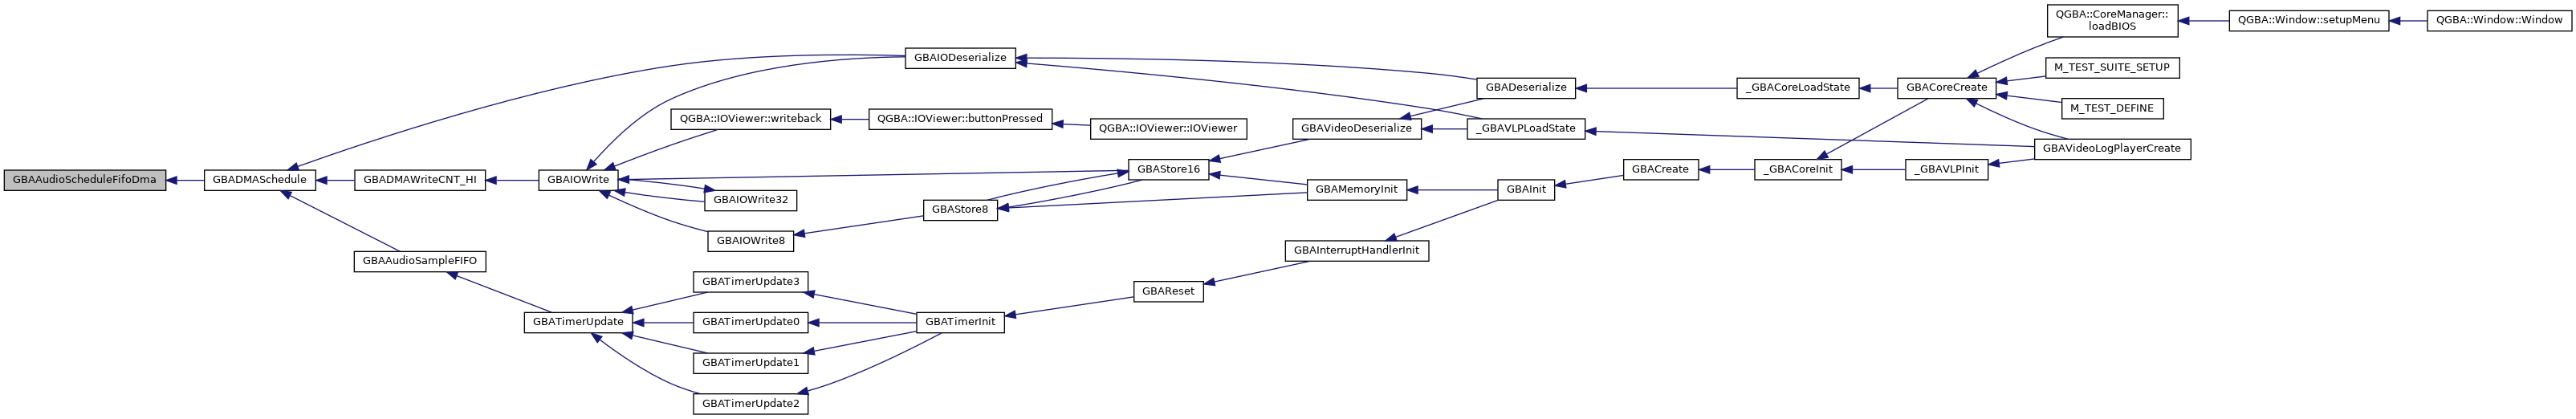 GBAAudioScheduleFifoDma
GBADMASchedule
GBAIODeserialize
GBADMAWriteCNT_HI
GBAAudioSampleFIFO
GBAIOWrite
GBATimerUpdate
QGBA::IOViewer::writeback
GBAIOWrite32
GBAIOWrite8
GBATimerUpdate3
GBATimerUpdate0
GBATimerUpdate1
GBATimerUpdate2
QGBA::IOViewer::buttonPressed
GBAStore8
GBATimerInit
QGBA::IOViewer::IOViewer
GBAStore16
GBAReset
GBAVideoDeserialize
GBAMemoryInit
GBAInterruptHandlerInit
GBADeserialize
_GBAVLPLoadState
GBAInit
GBACreate
_GBACoreLoadState
_GBACoreInit
GBACoreCreate
_GBAVLPInit
QGBA::CoreManager::
loadBIOS
M_TEST_SUITE_SETUP
M_TEST_DEFINE
GBAVideoLogPlayerCreate
QGBA::Window::setupMenu
QGBA::Window::Window